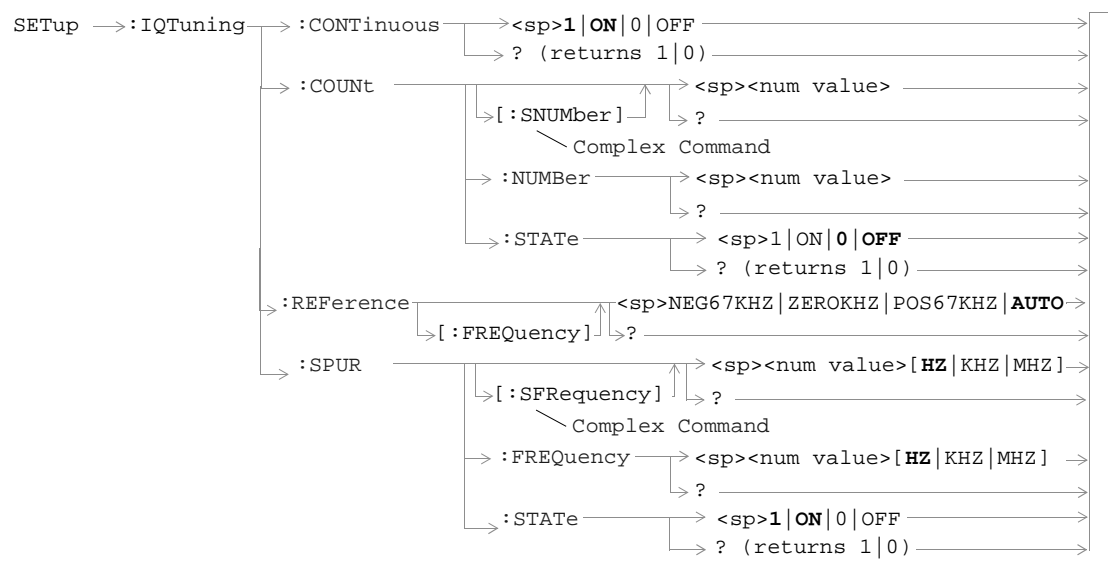 SETup :IQTuning :CONTinuous <sp>1|ON|0|OFF
? (returns 1|0)
:COUNt <sp><num value>
[:SNUMber] ?
Complex Command
:NUMBer <sp><num value>
?
:STATe <sp>1|ON|0|OFF
? (returns 1|0)
:REFerence <sp>NEG67KHZ|ZEROKHZ|POS67KHZ|AUTO
[:FREQuency] ?
:SPUR <sp><num value>[HZ|KHZ|MHZ]
[:SFRequency] ?
Complex Command
:FREQuency <sp><num value>[HZ|KHZ|MHZ]
?
:STATe <sp>1|ON|0|OFF
? (returns 1|0)